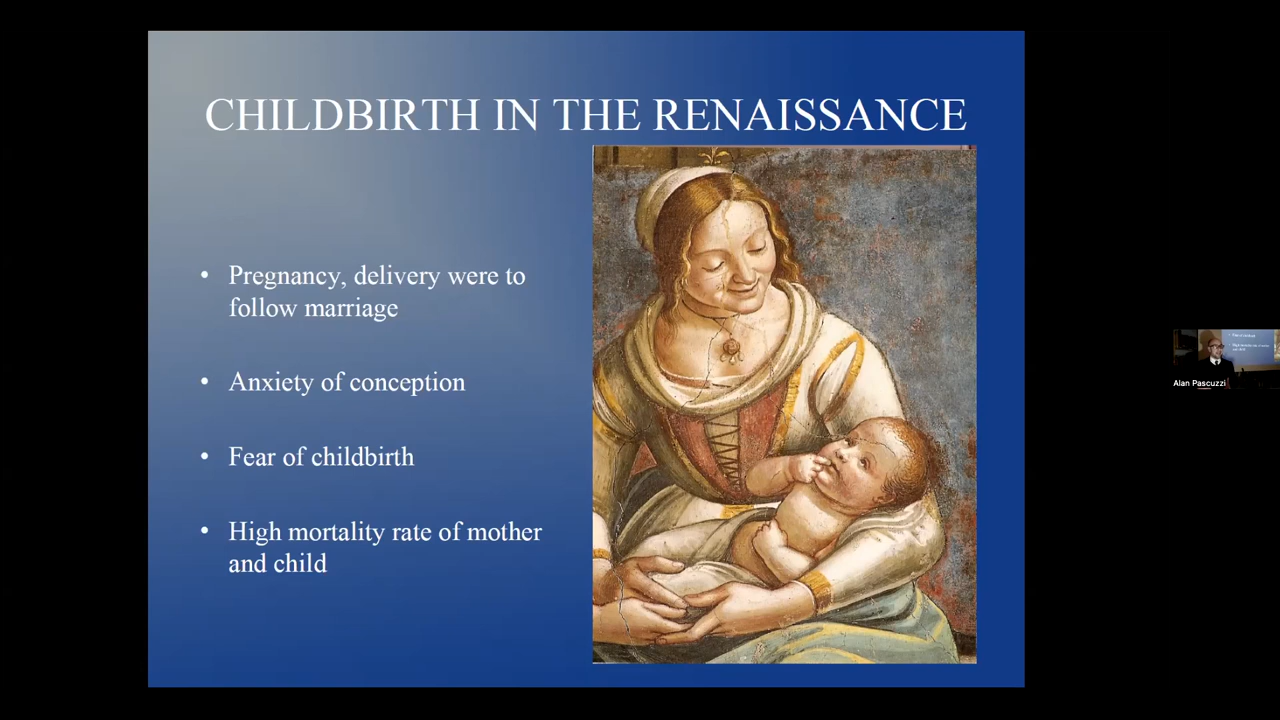 CHILDBIRTH IN THE RENAISSANCE
• Pregnancy, delivery were to
follow marriage
• Anxiety of conception
• Fear of childbirth
• High mortality rate of mother
and child
Alan Pascuzzi